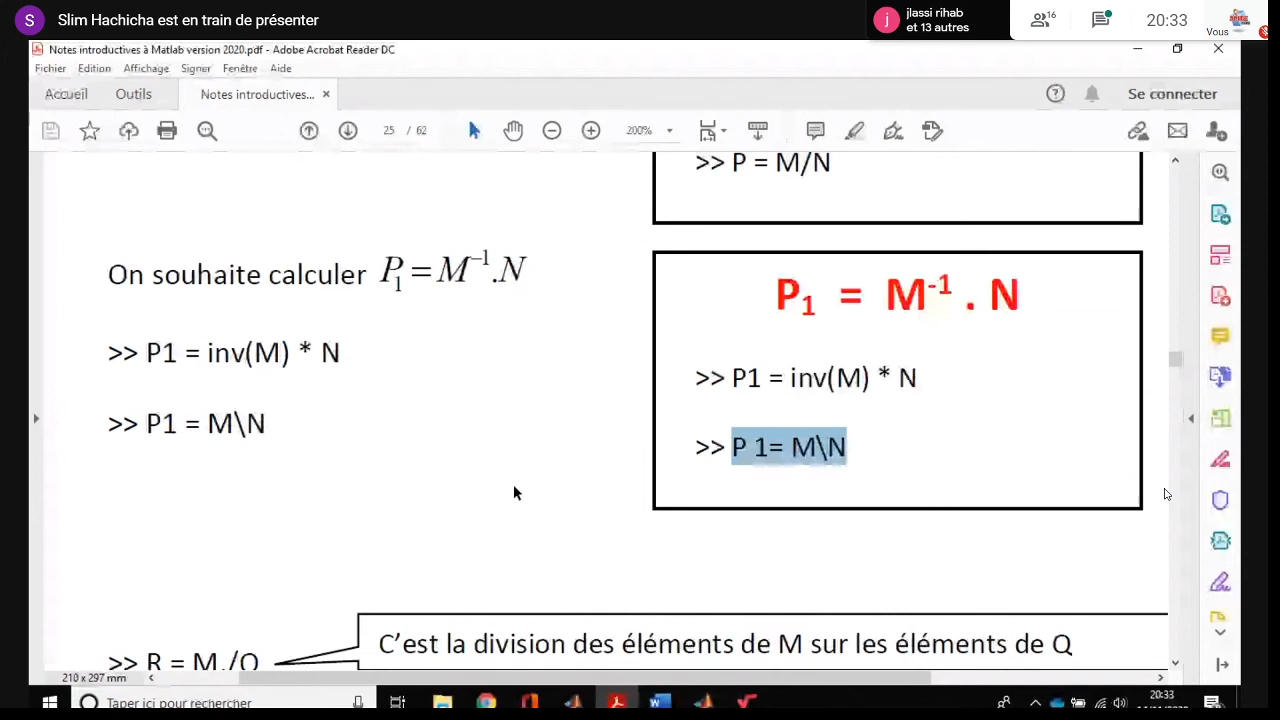 S Slim Hachicha est en train de présenter
j jlassi rihab
et 13 autres
16
20:33
Vous
Notes introductives à Matlab version 2020.pdf - Adobe Acrobat Reader DC
Fichier Edition Affichage Signer Fenêtre Aide
Accueil Outils Notes introductives... Se connecter
25 / 62 200%
>> P = M/N
On souhaite calculer P₁ = M⁻¹.N
P₁ = M⁻¹ . N
>> P1 = inv(M) * N
>> P1 = inv(M) * N
>> P1 = M\N
>> P 1= M\N
C'est la division des éléments de M sur les éléments de Q
>> R = M./Q
210 x 297 mm
Taper ici pour rechercher
20:33